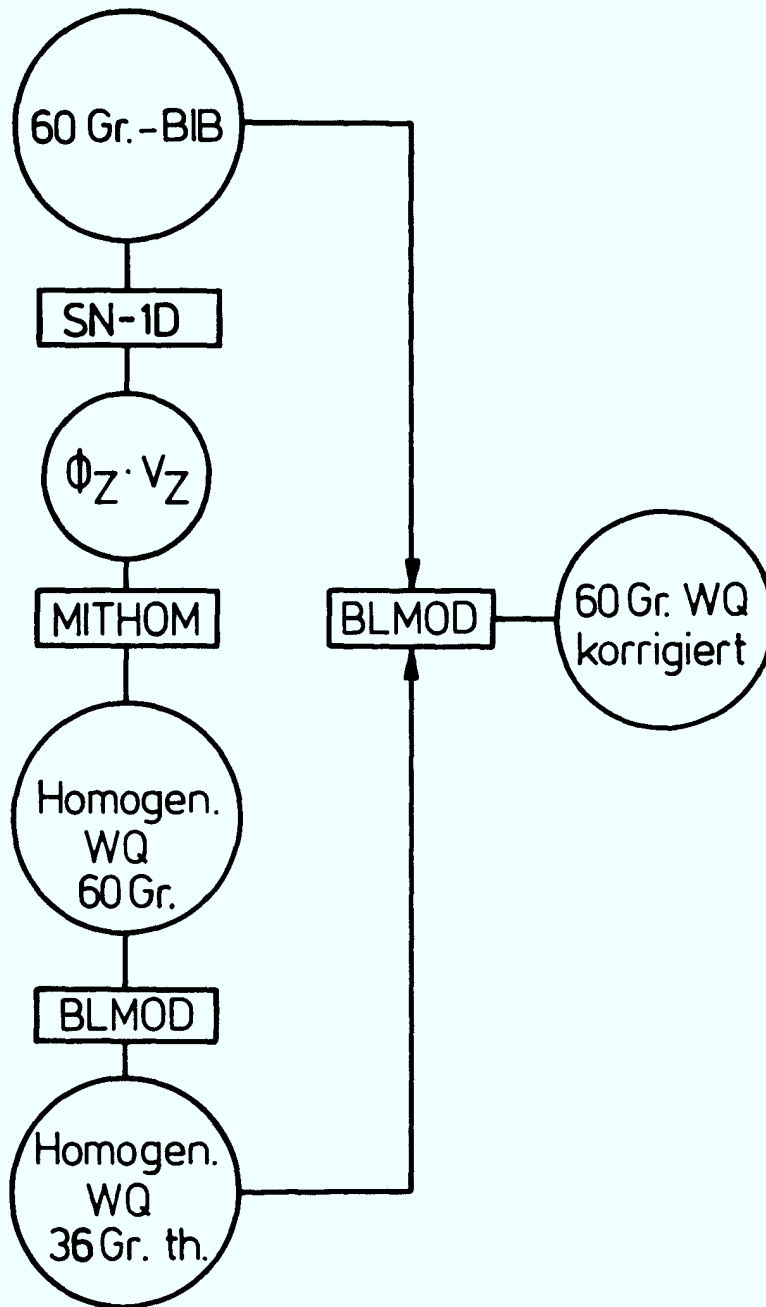 60 Gr.-BIB
SN-1D
ΦZ · VZ
MITHOM
Homogen.
WQ
60 Gr.
BLMOD
Homogen.
WQ
36 Gr. th.
BLMOD
60 Gr. WQ
korrigiert